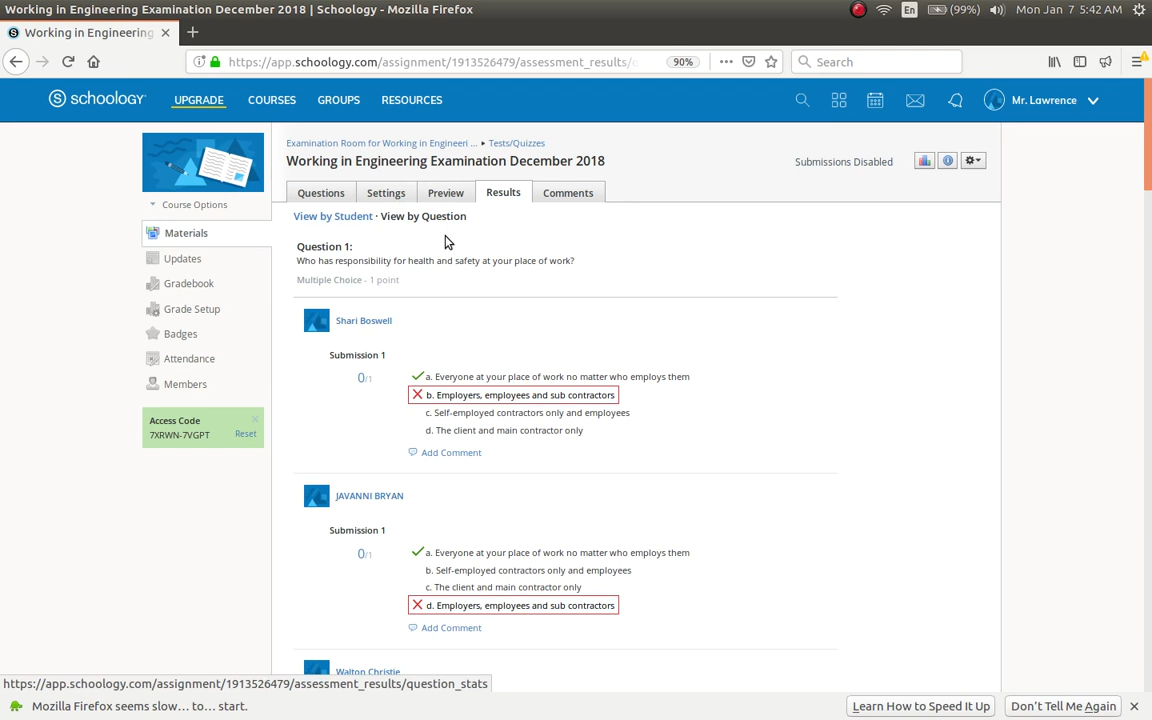 Working in Engineering Examination December 2018 | Schoology - Mozilla Firefox
En (99%) Mon Jan 7 5:42 AM
Working in Engineering
https://app.schoology.com/assignment/1913526479/assessment_results/ 90% Search
schoology UPGRADE COURSES GROUPS RESOURCES Mr. Lawrence
Examination Room for Working in Engineeri ... ▸ Tests/Quizzes
Working in Engineering Examination December 2018
Submissions Disabled
Questions Settings Preview Results Comments
Course Options
Materials
Updates
Gradebook
Grade Setup
Badges
Attendance
Members
Access Code
7XRWN-7VGPT Reset
View by Student · View by Question
Question 1:
Who has responsibility for health and safety at your place of work?
Multiple Choice - 1 point
Shari Boswell
Submission 1
0/1
a. Everyone at your place of work no matter who employs them
b. Employers, employees and sub contractors
c. Self-employed contractors only and employees
d. The client and main contractor only
Add Comment
JAVANNI BRYAN
Submission 1
0/1
a. Everyone at your place of work no matter who employs them
b. Self-employed contractors only and employees
c. The client and main contractor only
d. Employers, employees and sub contractors
Add Comment
Walton Christie
https://app.schoology.com/assignment/1913526479/assessment_results/question_stats
Mozilla Firefox seems slow... to... start. Learn How to Speed It Up Don't Tell Me Again